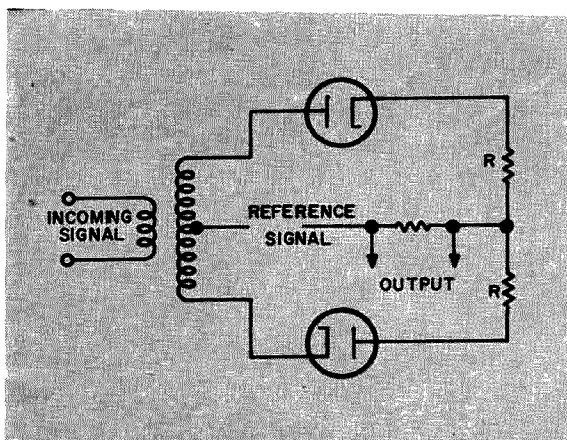 R
INCOMING
SIGNAL
REFERENCE
SIGNAL
OUTPUT
R